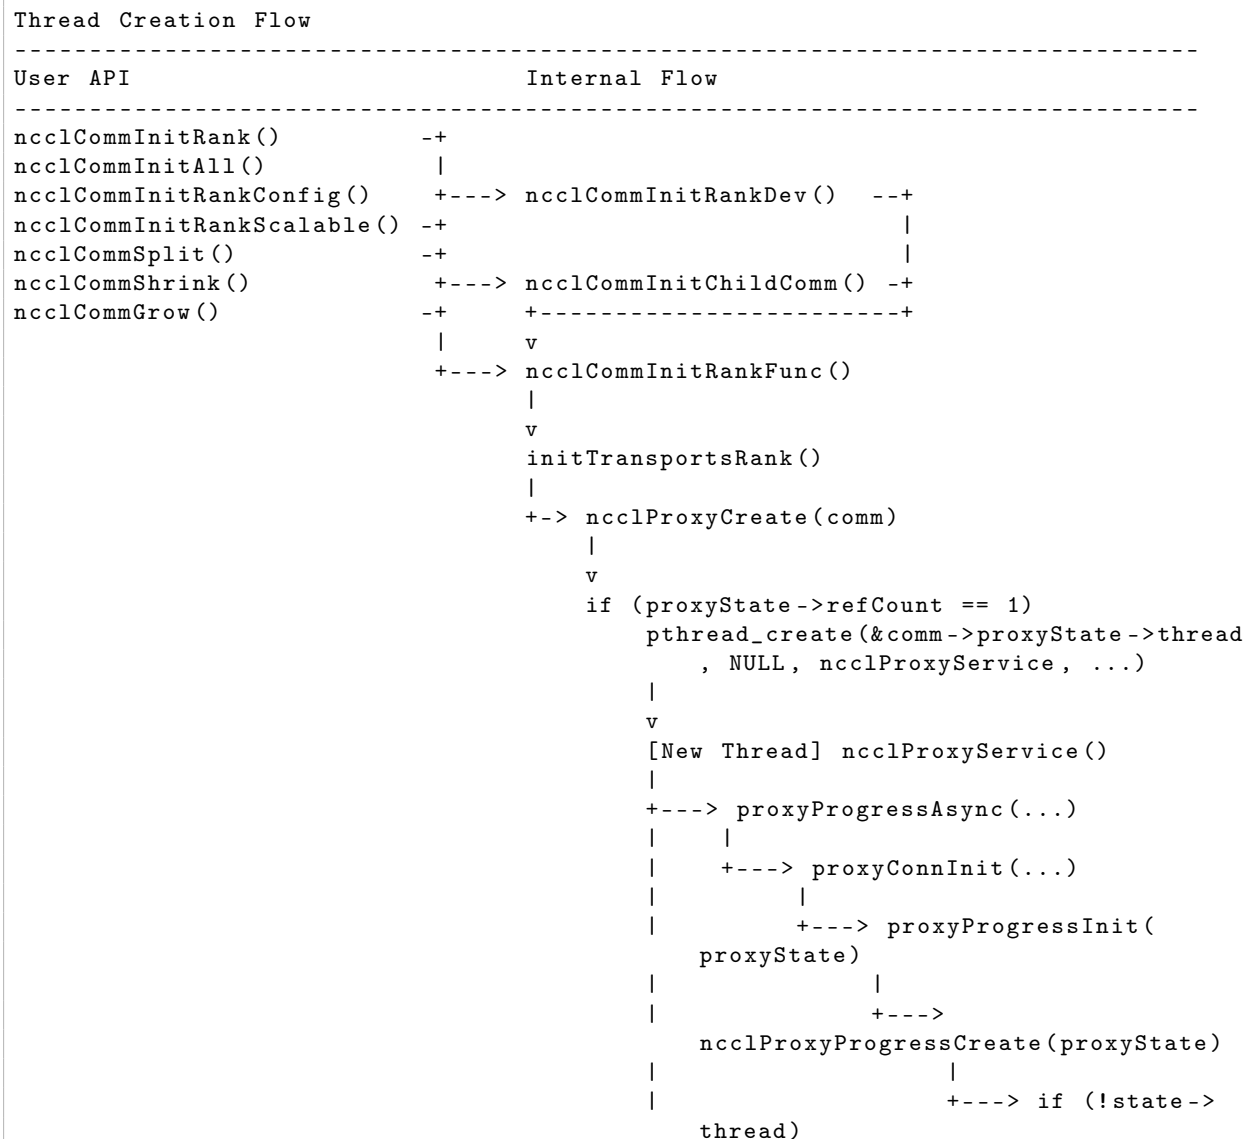 Thread Creation Flow
-------------------------------------------------------------------------------
User API                          Internal Flow
-------------------------------------------------------------------------------
ncclCommInitRank()         -+
ncclCommInitAll()           |
ncclCommInitRankConfig()    +---> ncclCommInitRankDev()  --+
ncclCommInitRankScalable() -+                              |
ncclCommSplit()            -+                              |
ncclCommShrink()            +---> ncclCommInitChildComm() -+
ncclCommGrow()             -+     +------------------------+
                            |     v
                            +---> ncclCommInitRankFunc()
                                  |
                                  v
                                  initTransportsRank()
                                  |
                                  +-> ncclProxyCreate(comm)
                                      |
                                      v
                                      if (proxyState->refCount == 1)
                                          pthread_create(&comm->proxyState->thread
                                              , NULL, ncclProxyService, ...)
                                          |
                                          v
                                          [New Thread] ncclProxyService()
                                          |
                                          +---> proxyProgressAsync(...)
                                          |    |
                                          |    +---> proxyConnInit(...)
                                          |         |
                                          |         +---> proxyProgressInit(
                                              proxyState)
                                          |              |
                                          |              +--->
                                              ncclProxyProgressCreate(proxyState)
                                          |                   |
                                          |                   +---> if (!state->
                                              thread)